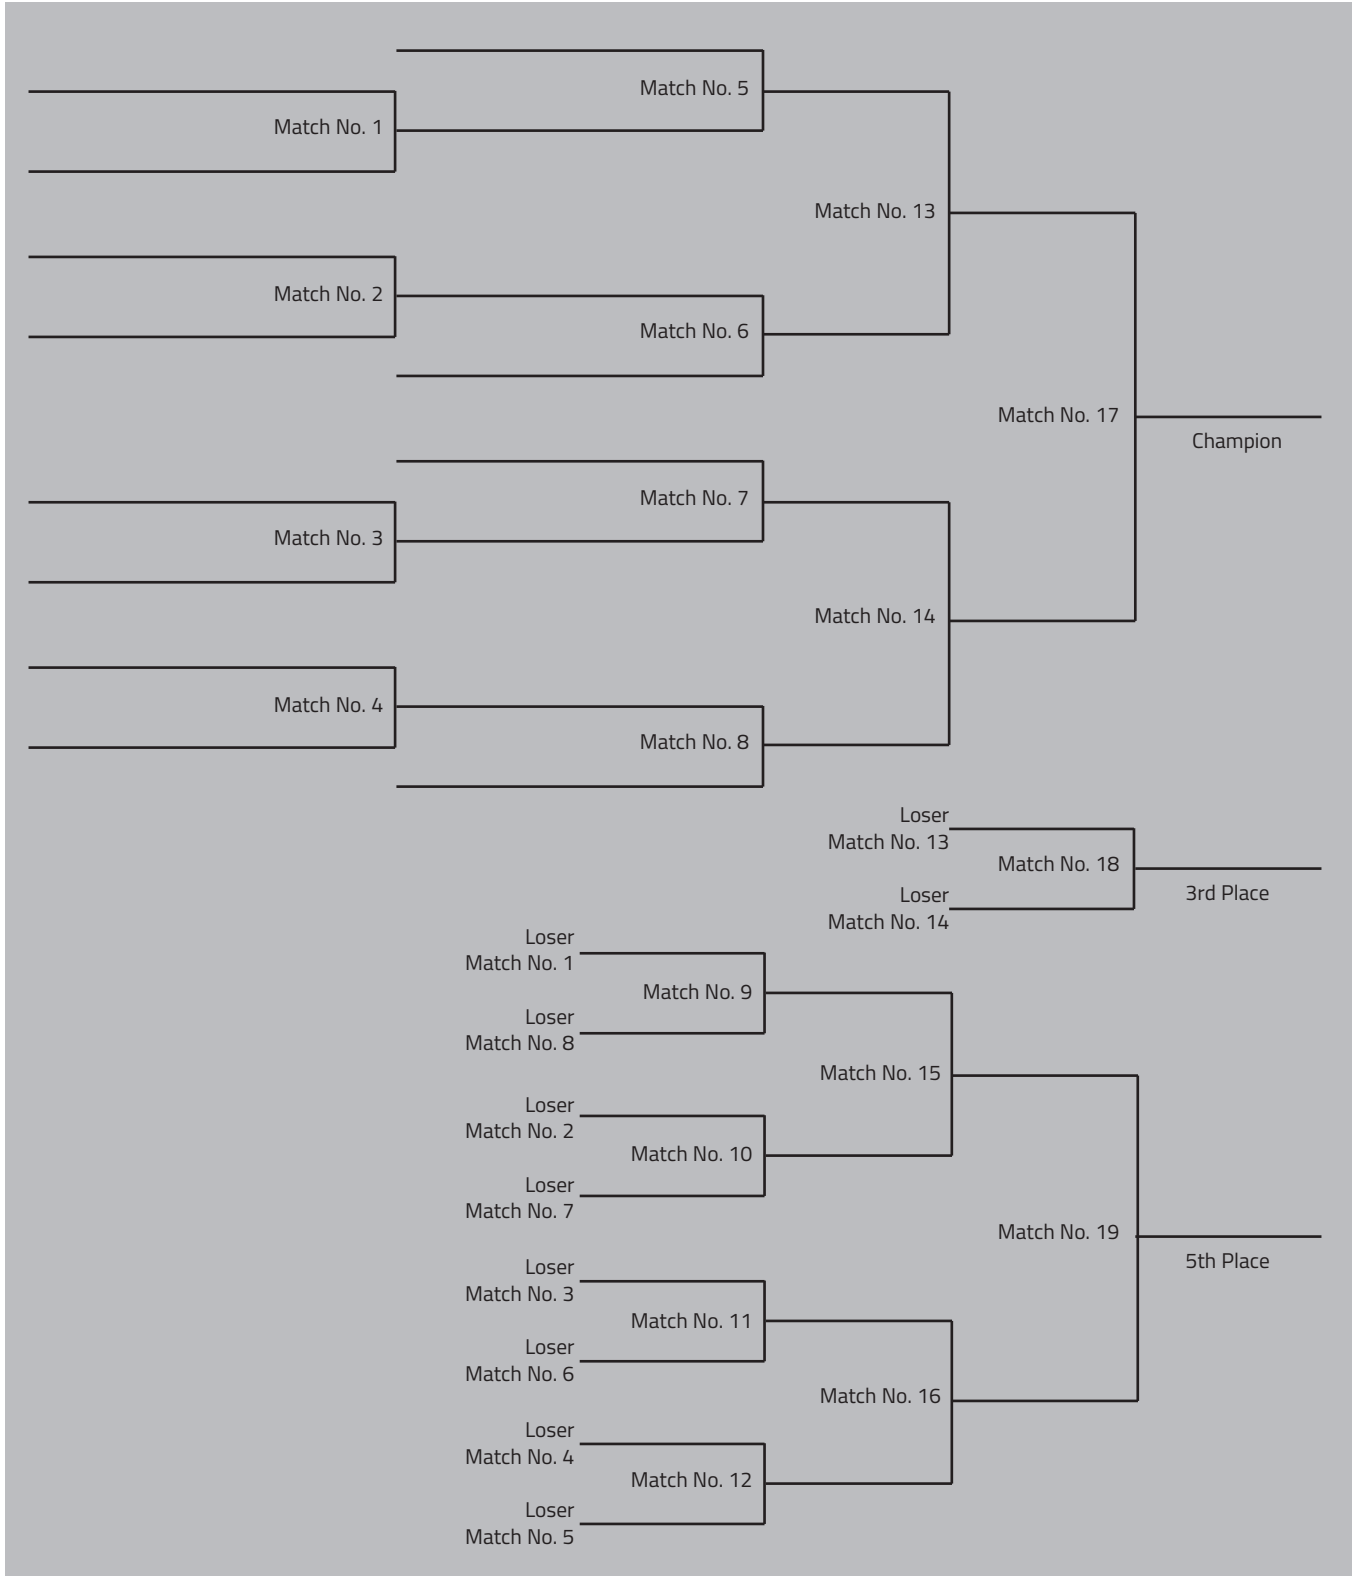 Match No. 5
Match No. 1
Match No. 13
Match No. 2
Match No. 6
Match No. 17
Champion
Match No. 7
Match No. 3
Match No. 14
Match No. 4
Match No. 8
Loser
Match No. 13
Match No. 18
3rd Place
Loser
Match No. 14
Loser
Match No. 1
Match No. 9
Loser
Match No. 8
Match No. 15
Loser
Match No. 2
Match No. 10
Loser
Match No. 7
Match No. 19
5th Place
Loser
Match No. 3
Match No. 11
Loser
Match No. 6
Match No. 16
Loser
Match No. 4
Match No. 12
Loser
Match No. 5